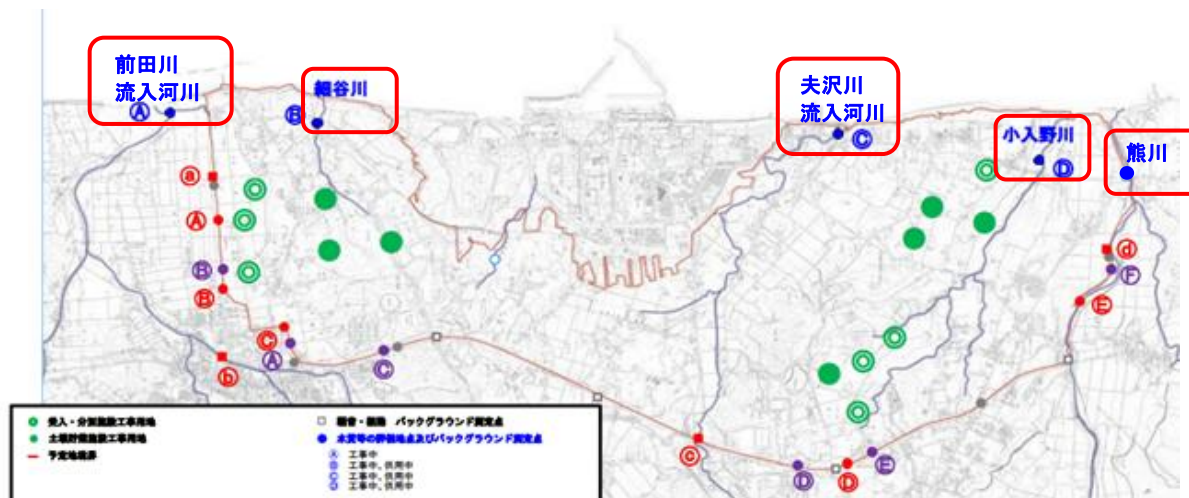 前田川
流入河川
Ⓐ
細谷川
Ⓑ
夫沢川
流入河川
Ⓒ
小入野川
Ⓓ
熊川
ⓐ
Ⓐ
Ⓑ
Ⓑ
Ⓒ
Ⓐ
ⓑ
Ⓒ
ⓒ
Ⓓ
Ⓓ
Ⓔ
ⓓ
Ⓕ
Ⓔ
受入・分別施設工事用地
土壌貯蔵施設工事用地
予定地境界
騒音・振動 バックグラウンド測定点
水質等の評価地点及びバックグラウンド測定点
Ⓐ 工事中
Ⓑ 工事中、供用中
Ⓒ 工事中、供用中
Ⓓ 工事中、供用中